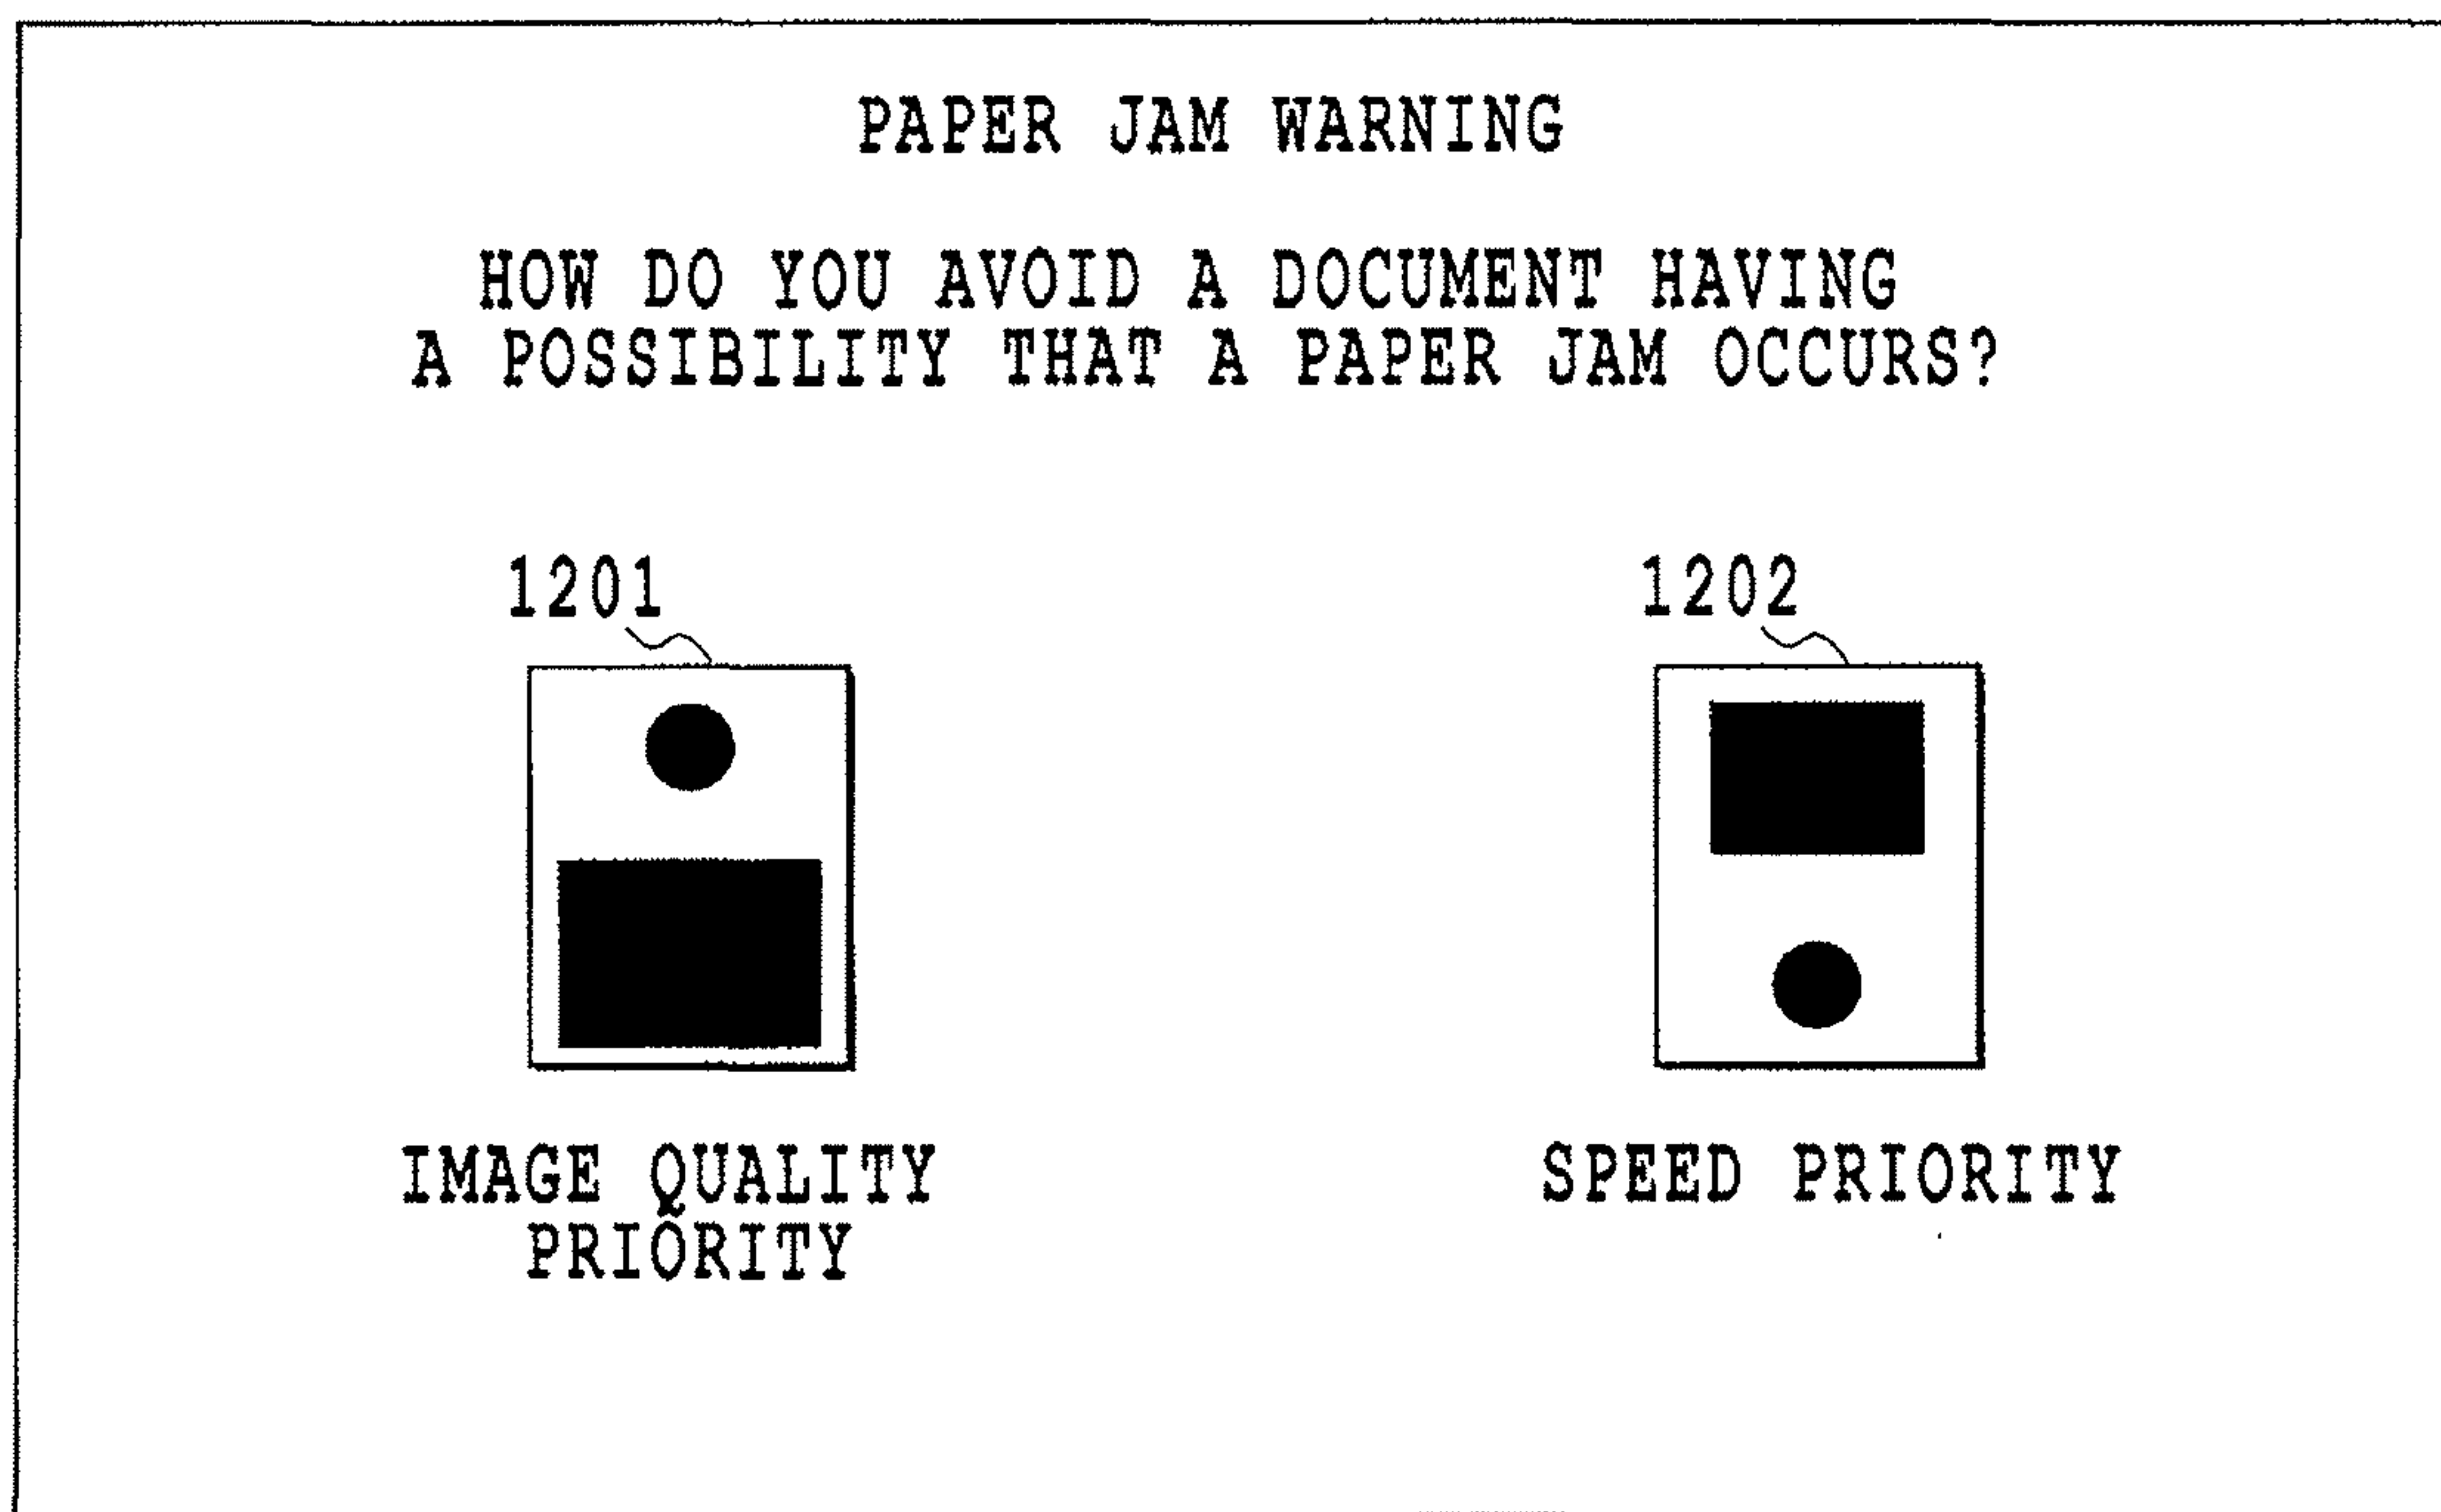 PAPER JAM WARNING
HOW DO YOU AVOID A DOCUMENT HAVING
A POSSIBILITY THAT A PAPER JAM OCCURS?
1201
1202
IMAGE QUALITY
PRIORITY
SPEED PRIORITY